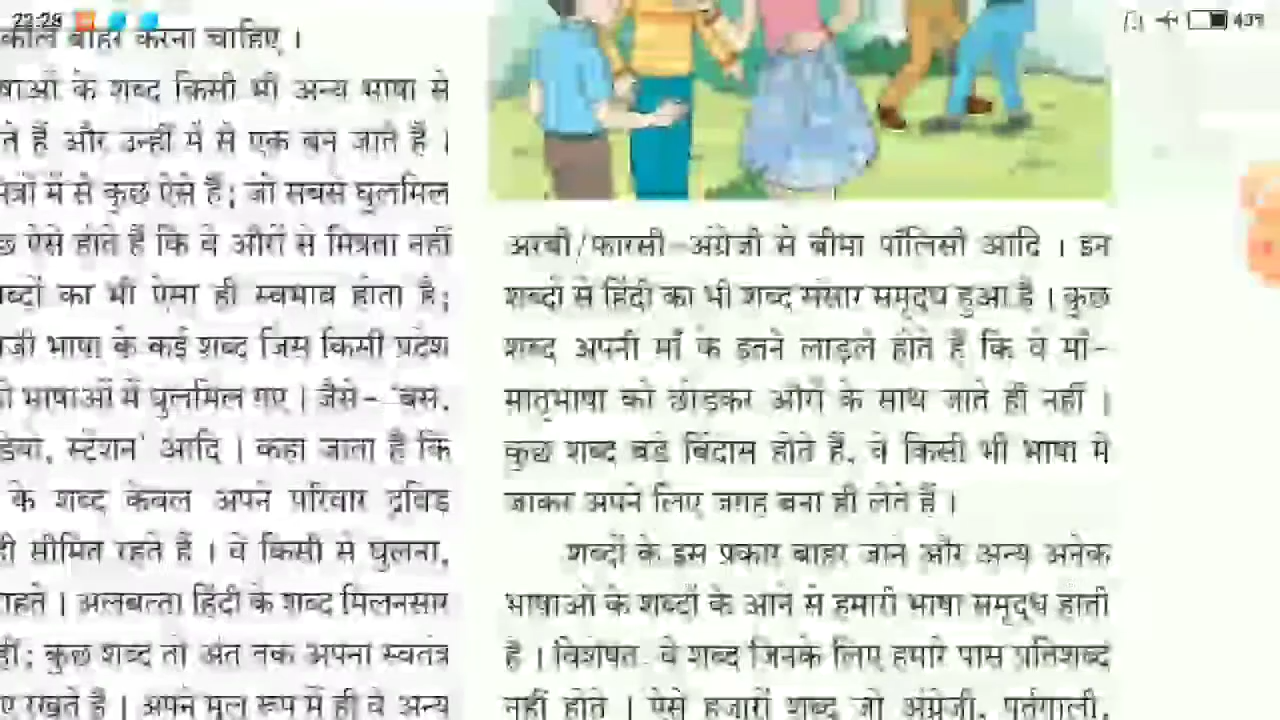 22:29
बाहर करना चाहिए ।
षाओं के शब्द किसी भी अन्य भाषा से
ते हैं और उन्हीं में से एक बन जाते हैं ।
मित्रों में से कुछ ऐसे हैं; जो सबसे घुलमिल
छ ऐसे होते हैं कि वे औरों से मित्रता नहीं
शब्दों का भी ऐसा ही स्वभाव होता है;
ग्रेजी भाषा के कई शब्द जिस किसी प्रदेश
की भाषाओं में घुलमिल गए । जैसे- 'बस,
डियो, स्टेशन' आदि । कहा जाता है कि
के शब्द केवल अपने परिवार द्रविड़
ही सीमित रहते हैं । वे किसी से घुलना,
चाहते । अलबत्ता हिंदी के शब्द मिलनसार
हीं; कुछ शब्द तो अंत तक अपना स्वतंत्र
ए रखते हैं । अपने मूल रूप में ही वे अन्य
अरबी/फारसी-अंग्रेजी से बीमा पॉलिसी आदि । इन
शब्दों से हिंदी का भी शब्द संसार समृद्ध हुआ है । कुछ
शब्द अपनी माँ के इतने लाड़ले होते हैं कि वे माँ-
मातृभाषा को छोड़कर औरों के साथ जाते ही नहीं ।
कुछ शब्द बड़े बिंदास होते हैं, वे किसी भी भाषा में
जाकर अपने लिए जगह बना ही लेते हैं ।
शब्दों के इस प्रकार बाहर जाने और अन्य अनेक
भाषाओं के शब्दों के आने से हमारी भाषा समृद्ध होती
है । विशेषतः वे शब्द जिनके लिए हमारे पास प्रतिशब्द
नहीं होते । ऐसे हजारों शब्द जो अंग्रेजी, पुर्तगाली,